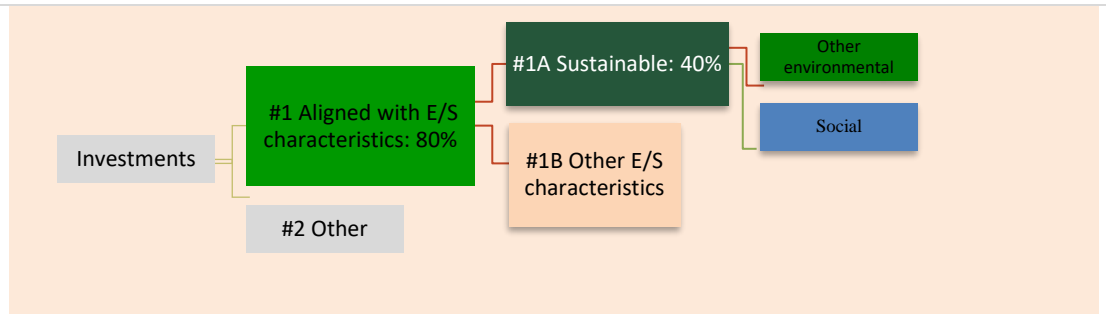 Investments
#1 Aligned with E/S
characteristics: 80%
#2 Other
#1A Sustainable: 40%
#1B Other E/S
characteristics
Other
environmental
Social